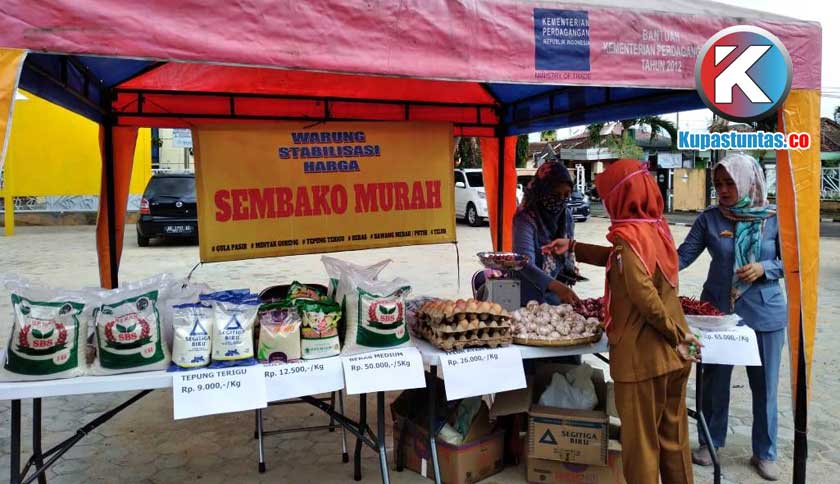 KEMENTERIAN
PERDAGANGAN
REPUBLIK INDONESIA
MINISTRY OF TRADE
BANTUAN
KEMENTERIAN PERDAGA
TAHUN 2012
K
Kupastuntas.co
WARUNG
STABILISASI
HARGA
SEMBAKO MURAH
* GULA PASIR * MINYAK GORENG * TEPUNG TERIGU * BERAS * BAWANG MERAH / PUTIH * TELUR
SBS
SBS
SEGITIGA
BIRU
SEGITIGA
BIRU
SBS
TEPUNG TERIGU
Rp. 9.000,-/Kg
Rp. 12.500,-/Kg
BERAS MEDIUM
Rp. 50.000,-/5Kg
Rp. 26.000,-/Kg
65.000,-/Kg
SEGITIGA
BIRU